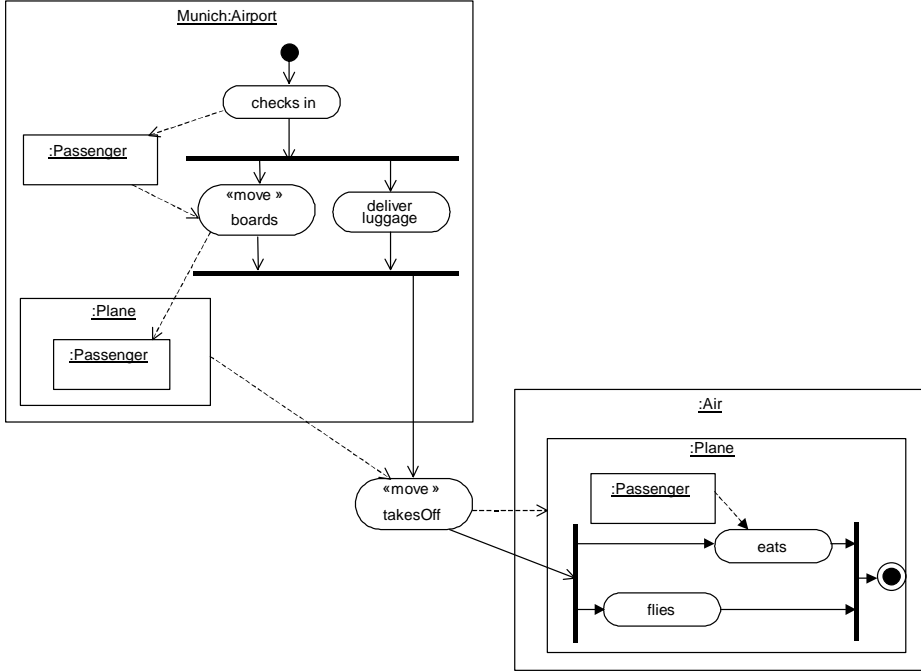 Munich:Airport
checks in
:Passenger
«move »
boards
deliver
luggage
:Plane
:Passenger
:Air
:Plane
:Passenger
«move »
takesOff
eats
flies